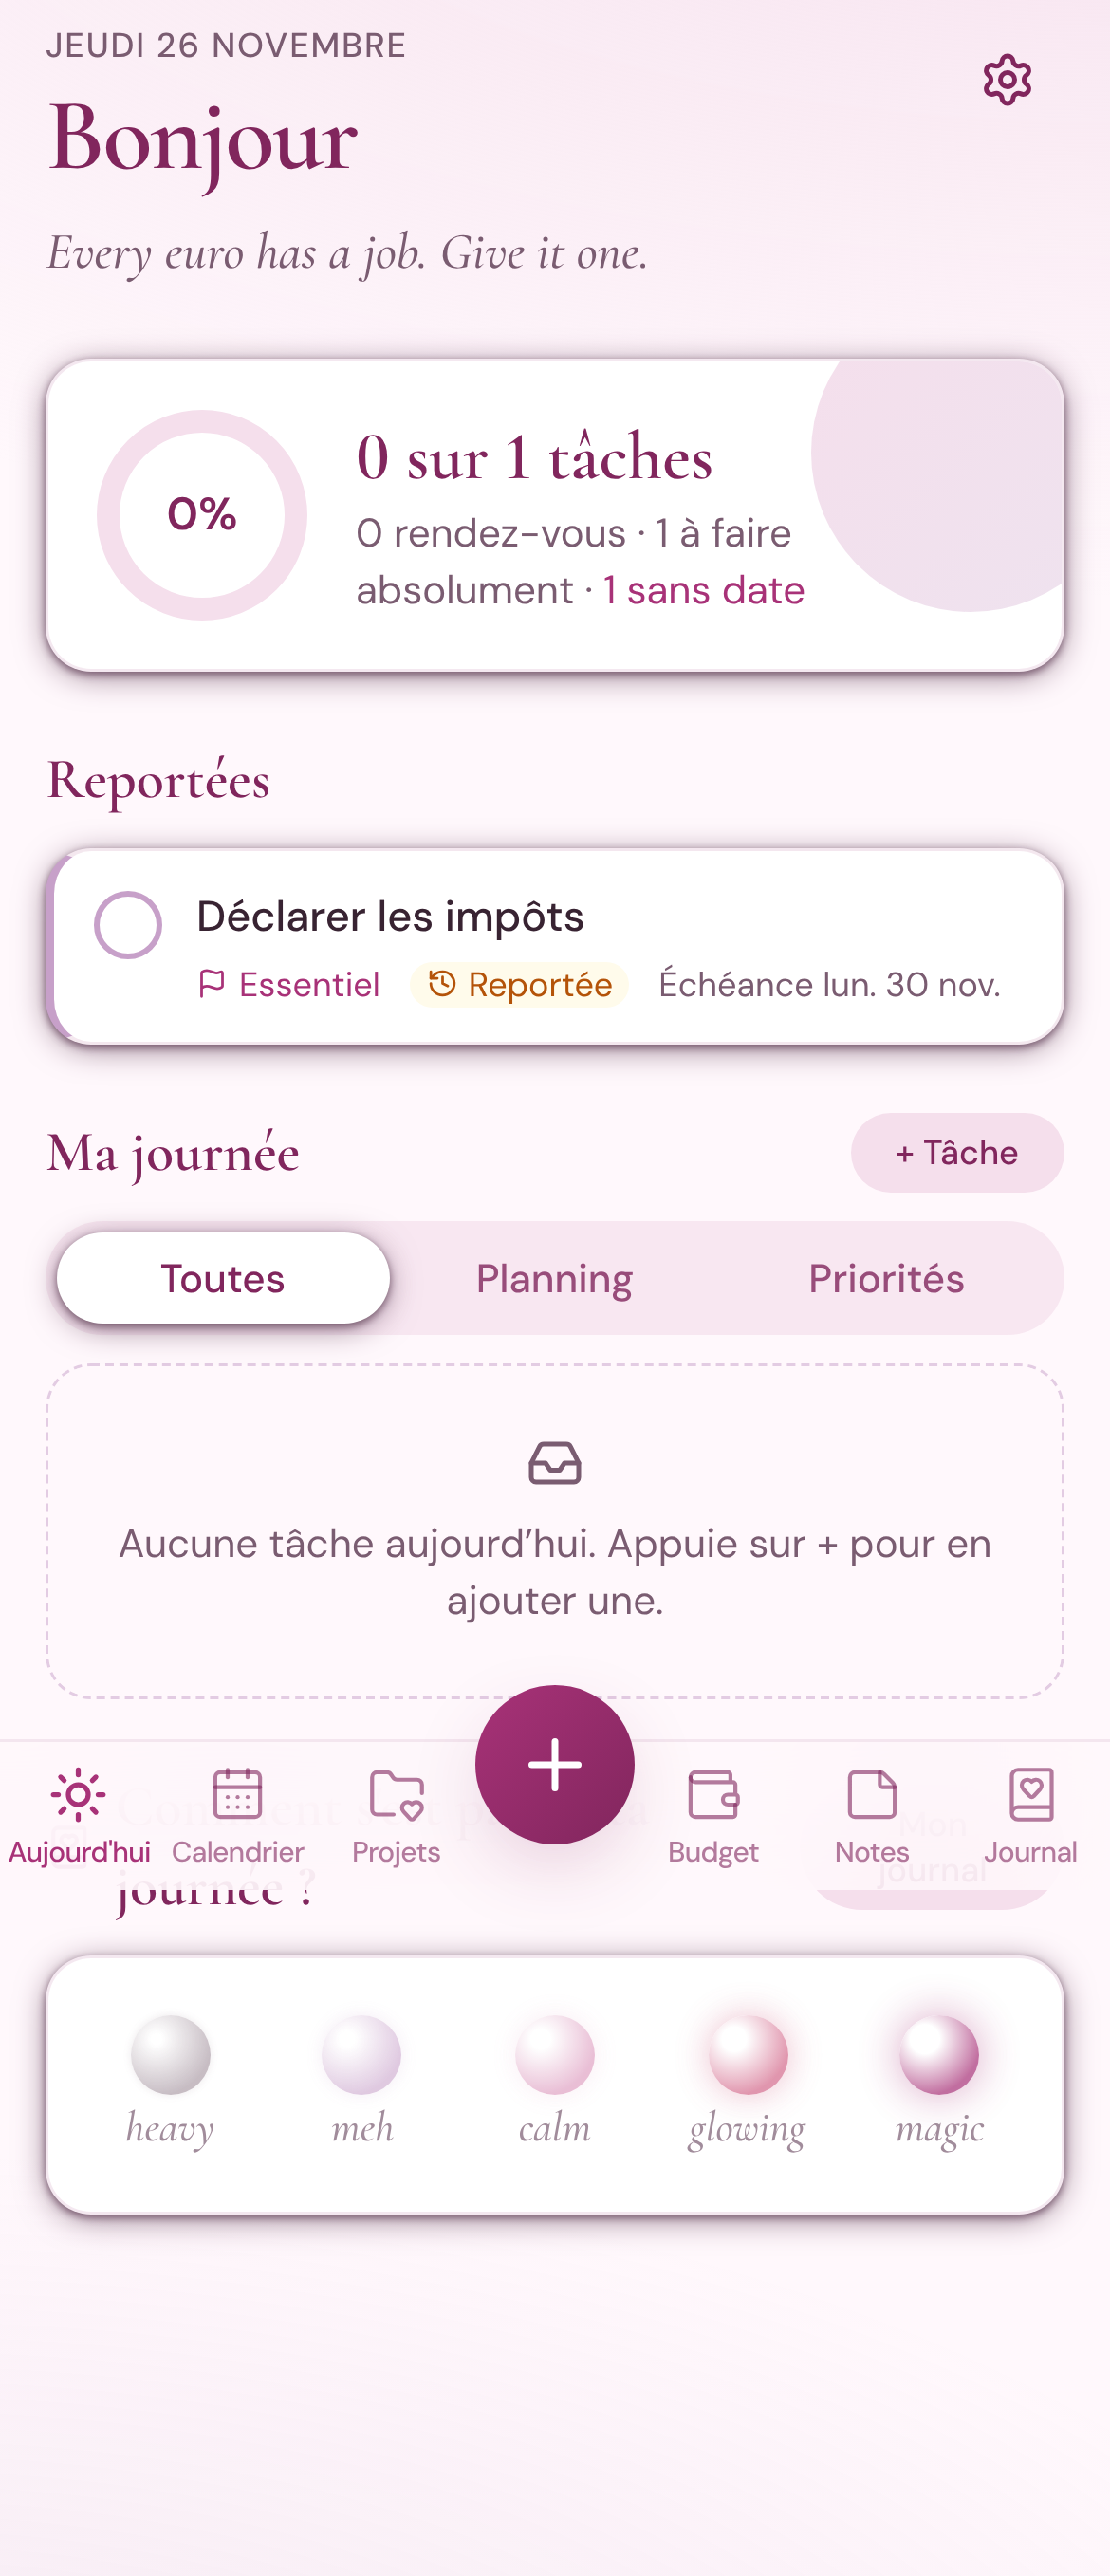 JEUDI 26 NOVEMBRE
Bonjour
Every euro has a job. Give it one.
0%
0 sur 1 tâches
0 rendez-vous · 1 à faire
absolument · 1 sans date
Reportées
Déclarer les impôts
Essentiel Reportée Échéance lun. 30 nov.
Ma journée
+ Tâche
Toutes Planning Priorités
Aucune tâche aujourd’hui. Appuie sur + pour en
ajouter une.
Aujourd'hui Calendrier Projets Budget Notes Journal
journée ?
Mon
journal
heavy meh calm glowing magic